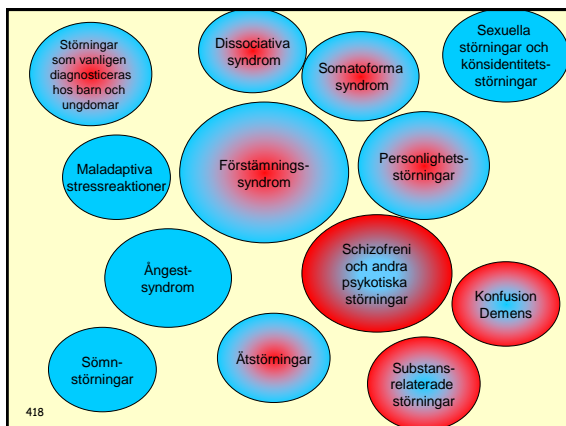 Störningar
som vanligen
diagnosticeras
hos barn och
ungdomar
Dissociativa
syndrom
Somatoforma
syndrom
Sexuella
störningar och
könsidentitets-
störningar
Maladaptiva
stressreaktioner
Förstämnings-
syndrom
Personlighets-
störningar
Ångest-
syndrom
Schizofreni
och andra
psykotiska
störningar
Konfusion
Demens
Sömn-
störningar
Ätstörningar
Substans-
relaterade
störningar
418